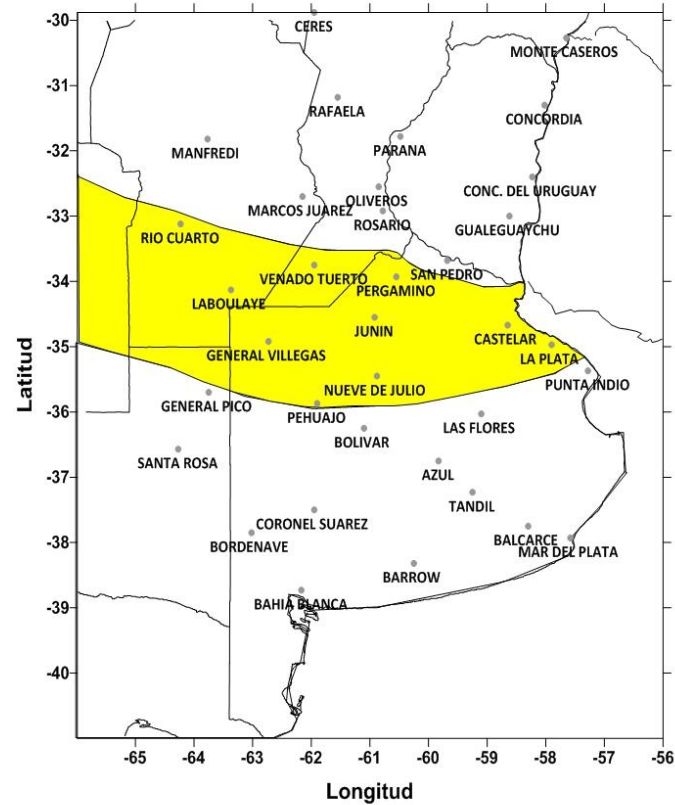 -30
CERES
MONTE CASEROS
-31
RAFAELA
CONCORDIA
-32
MANFREDI
PARANA
CONC. DEL URUGUAY
OLIVEROS
MARCOS JUAREZ
-33
ROSARIO
GUALEGUAYCHU
RIO CUARTO
VENADO TUERTO
SAN PEDRO
-34
PERGAMINO
LABOULAYE
JUNIN
CASTELAR
-35
GENERAL VILLEGAS
LA PLATA
NUEVE DE JULIO
PUNTA INDIO
GENERAL PICO
-36
PEHUAJO
LAS FLORES
BOLIVAR
SANTA ROSA
AZUL
-37
TANDIL
CORONEL SUAREZ
BALCARCE
-38
BORDENAVE
MAR DEL PLATA
BARROW
BAHIA BLANCA
-39
-40
Latitud
-65 -64 -63 -62 -61 -60 -59 -58 -57 -56
Longitud